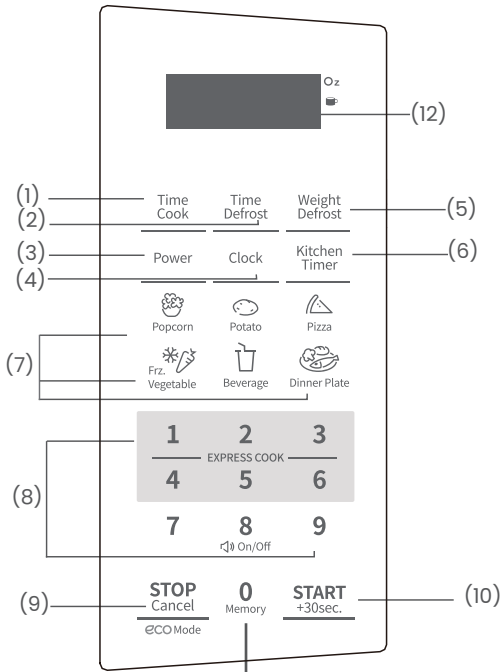 Oz
(12)
(1)
Time
Cook
(2)
Time
Defrost
Weight
Defrost
(5)
(3)
Power
(4)
Clock
Kitchen
Timer
(6)
Popcorn
Potato
Pizza
(7)
Frz.
Vegetable
Beverage
Dinner Plate
1 2 3
EXPRESS COOK
4 5 6
(8)
7 8 9
On/Off
(9)
STOP
Cancel
eco Mode
0
Memory
START
+30sec.
(10)